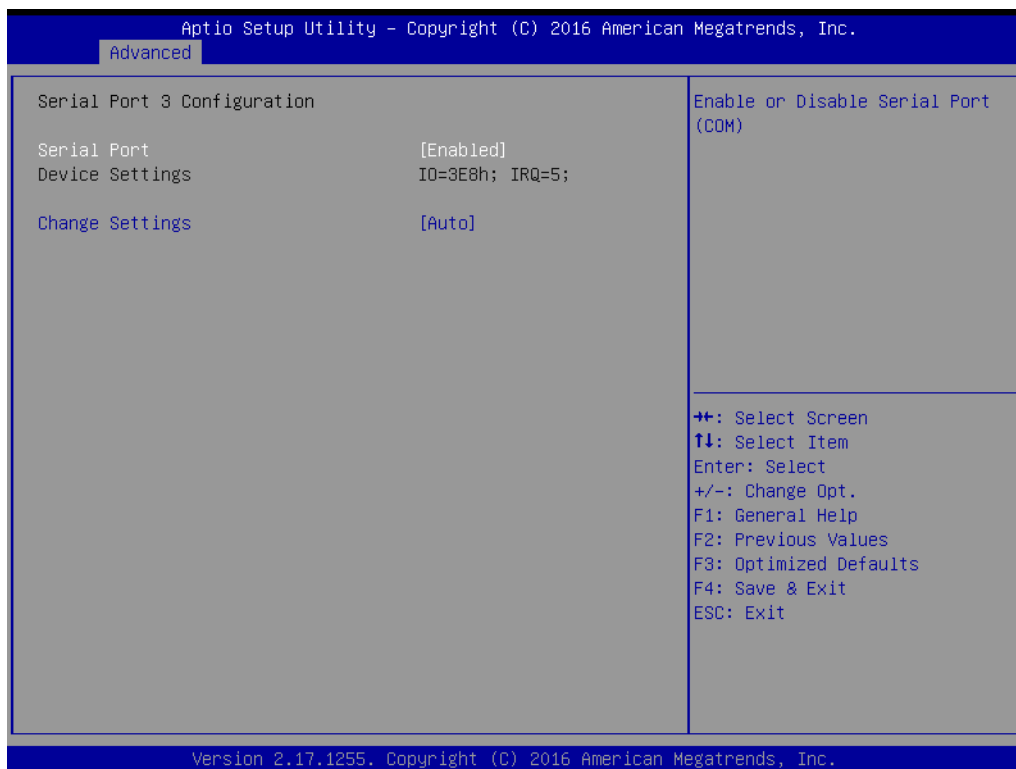 Aptio Setup Utility – Copyright (C) 2016 American Megatrends, Inc.
Advanced
Serial Port 3 Configuration
Serial Port [Enabled]
Device Settings IO=3E8h; IRQ=5;
Change Settings [Auto]
Enable or Disable Serial Port
(COM)
→←: Select Screen
↑↓: Select Item
Enter: Select
+/-: Change Opt.
F1: General Help
F2: Previous Values
F3: Optimized Defaults
F4: Save & Exit
ESC: Exit
Version 2.17.1255. Copyright (C) 2016 American Megatrends, Inc.